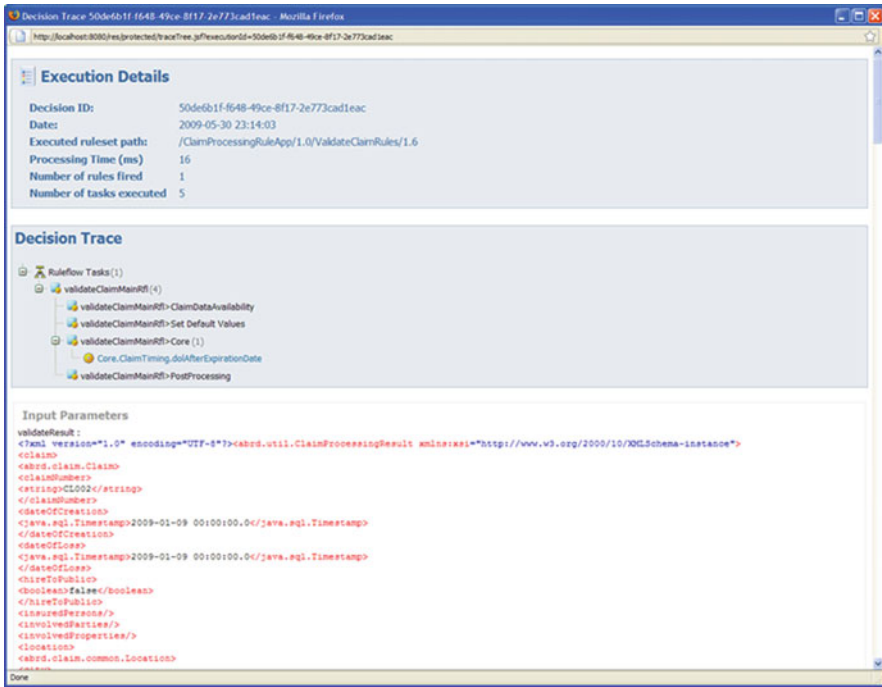 Decision Trace 50de6b1f-f648-49ce-8f17-2e773cad1eac - Mozilla Firefox
http://localhost:8080/res/protected/traceTree.jsf?executionId=50de6b1f-f648-49ce-8f17-2e773cad1eac
Execution Details
Decision ID: 50de6b1f-f648-49ce-8f17-2e773cad1eac
Date: 2009-05-30 23:14:03
Executed ruleset path: /ClaimProcessingRuleApp/1.0/ValidateClaimRules/1.6
Processing Time (ms) 16
Number of rules fired 1
Number of tasks executed 5
Decision Trace
Ruleflow Tasks (1)
validateClaimMainRfl (4)
validateClaimMainRfl>ClaimDataAvailability
validateClaimMainRfl>Set Default Values
validateClaimMainRfl>Core (1)
Core.ClaimTiming.dolAfterExpirationDate
validateClaimMainRfl>PostProcessing
Input Parameters
validateResult :
<?xml version="1.0" encoding="UTF-8"?><abrd.util.ClaimProcessingResult xmlns:xsi="http://www.w3.org/2000/10/XMLSchema-instance">
<claim>
<abrd.claim.Claim>
<claimNumber>
<string>CL002</string>
</claimNumber>
<dateOfCreation>
<java.sql.Timestamp>2009-01-09 00:00:00.0</java.sql.Timestamp>
</dateOfCreation>
<dateOfLoss>
<java.sql.Timestamp>2009-01-09 00:00:00.0</java.sql.Timestamp>
</dateOfLoss>
<hireToPublic>
<boolean>false</boolean>
</hireToPublic>
<insuredPersons/>
<involvedParties/>
<involvedProperties/>
<location>
<abrd.claim.common.Location>
Done